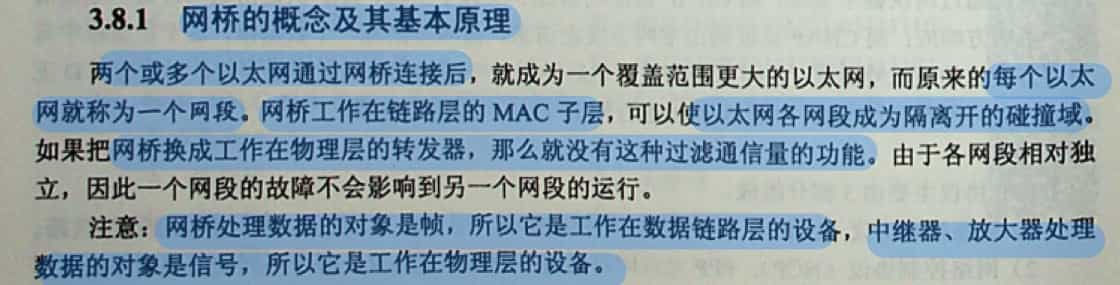 3.8.1 网桥的概念及其基本原理
两个或多个以太网通过网桥连接后，就成为一个覆盖范围更大的以太网，而原来的每个以太
网就称为一个网段。网桥工作在链路层的 MAC 子层，可以使以太网各网段成为隔离开的碰撞域。
如果把网桥换成工作在物理层的转发器，那么就没有这种过滤通信量的功能。由于各网段相对独
立，因此一个网段的故障不会影响到另一个网段的运行。
注意：网桥处理数据的对象是帧，所以它是工作在数据链路层的设备，中继器、放大器处理
数据的对象是信号，所以它是工作在物理层的设备。